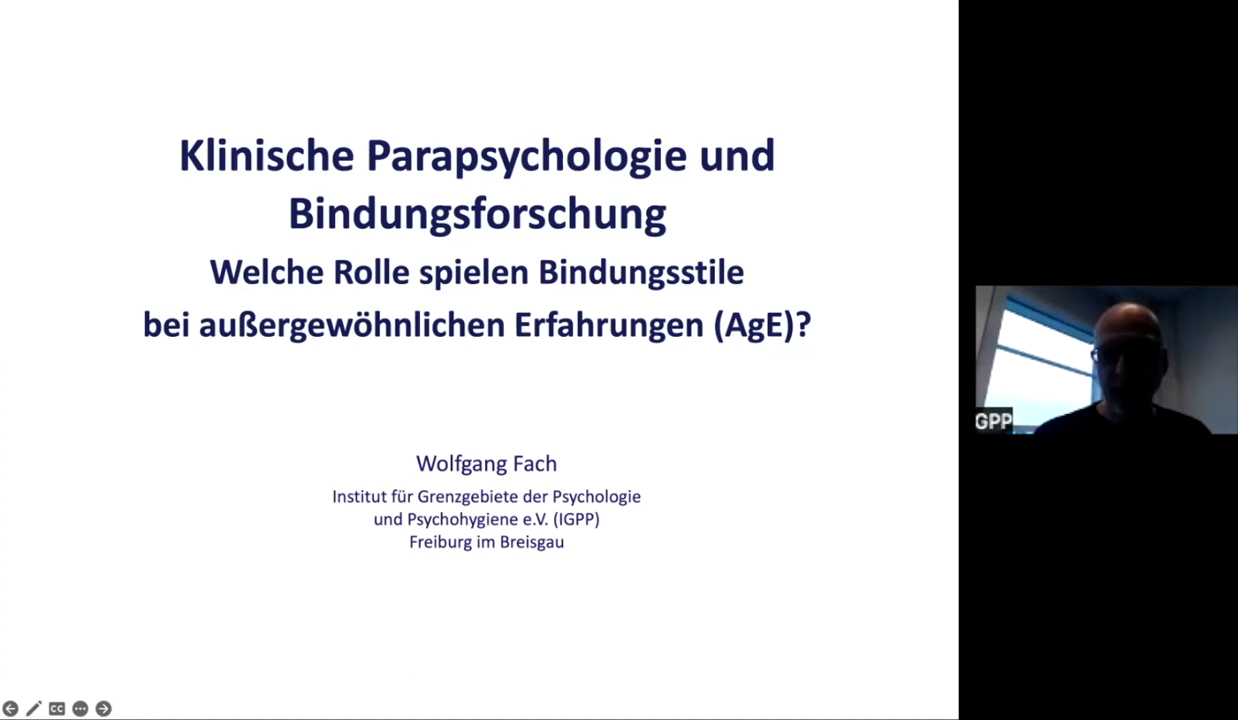 Klinische Parapsychologie und
Bindungsforschung
Welche Rolle spielen Bindungsstile
bei außergewöhnlichen Erfahrungen (AgE)?
Wolfgang Fach
Institut für Grenzgebiete der Psychologie
und Psychohygiene e.V. (IGPP)
Freiburg im Breisgau
GPP
CC